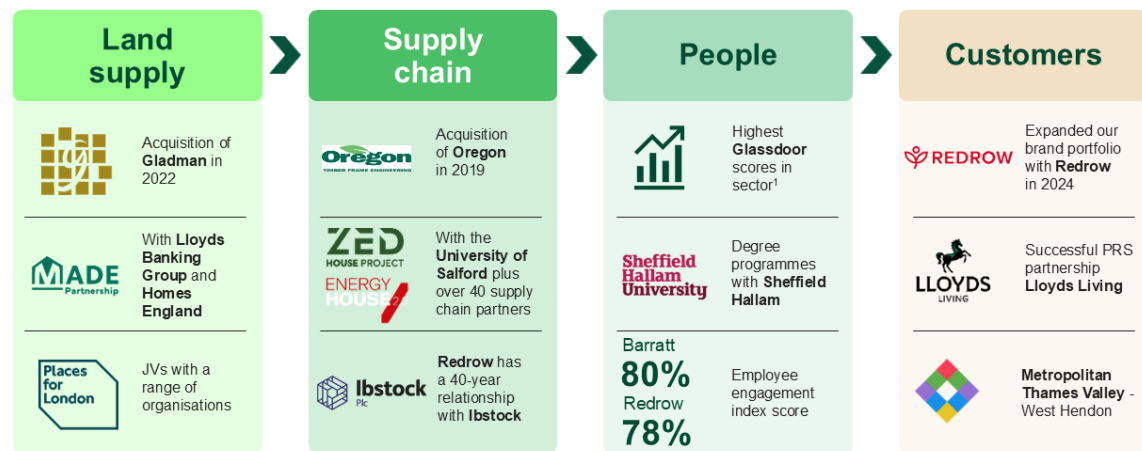 Land
supply
Supply
chain
People
Customers
Acquisition of
Gladman in
2022
With Lloyds
Banking
Group and
Homes
England
MADE
Partnership
Places
for
London
JVs with a
range of
organisations
Oregon
TIMBER FRAME ENGINEERING
Acquisition
of Oregon
in 2019
ZED
HOUSE PROJECT
ENERGY
HOUSE 2.0
With the
University of
Salford plus
over 40 supply
chain partners
Ibstock
Plc
Redrow has
a 40-year
relationship
with Ibstock
Highest
Glassdoor
scores in
sector¹
Sheffield
Hallam
University
Degree
programmes
with Sheffield
Hallam
Barratt
80%
Redrow
78%
Employee
engagement
index score
REDROW
Expanded our
brand portfolio
with Redrow
in 2024
LLOYDS
LIVING
Successful PRS
partnership
Lloyds Living
Metropolitan
Thames Valley -
West Hendon